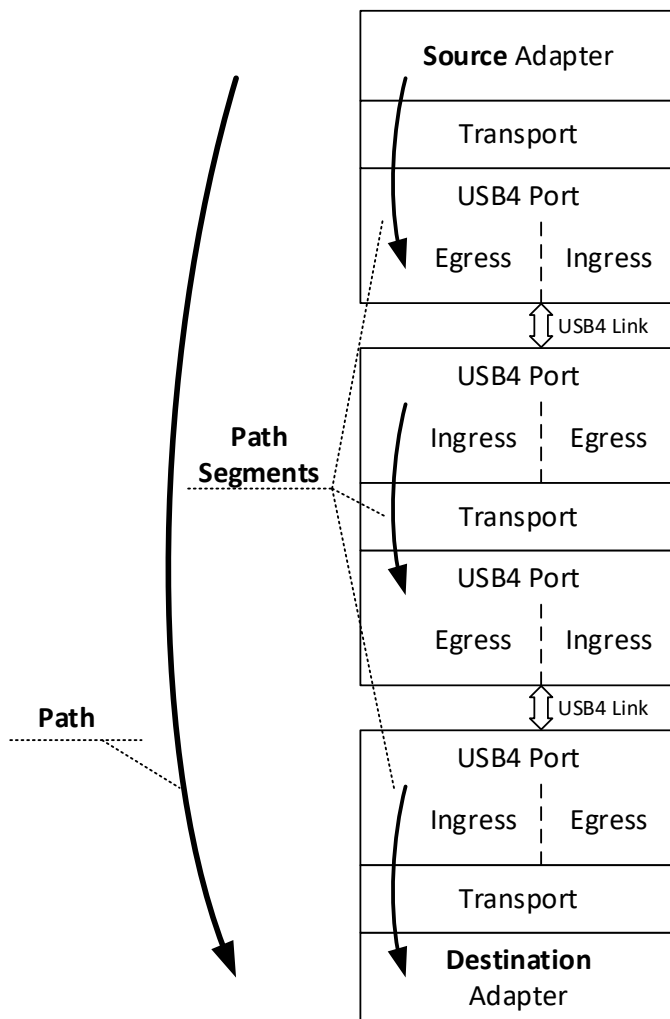 Source Adapter
Transport
USB4 Port
Egress Ingress
USB4 Link
USB4 Port
Ingress Egress
Path
Segments
Transport
USB4 Port
Egress Ingress
USB4 Link
Path
USB4 Port
Ingress Egress
Transport
Destination
Adapter